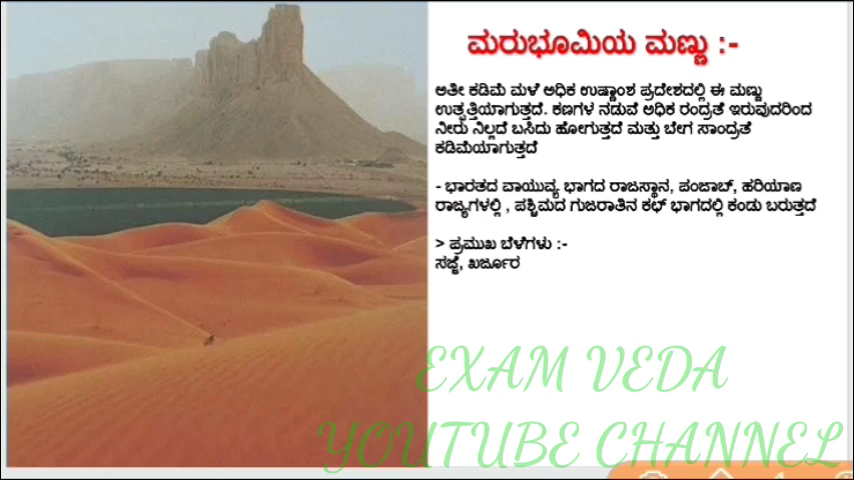 ಮರುಭೂಮಿಯ ಮಣ್ಣು :-
ಅತೀ ಕಡಿಮೆ ಮಳೆ ಅಧಿಕ ಉಷ್ಣಾಂಶ ಪ್ರದೇಶದಲ್ಲಿ ಈ ಮಣ್ಣು
ಉತ್ಪತ್ತಿಯಾಗುತ್ತದೆ. ಕಣಗಳ ನಡುವೆ ಅಧಿಕ ರಂದ್ರತೆ ಇರುವುದರಿಂದ
ನೀರು ನಿಲ್ಲದೆ ಬಸಿದು ಹೋಗುತ್ತದೆ ಮತ್ತು ಬೇಗ ಸಾಂದ್ರತೆ
ಕಡಿಮೆಯಾಗುತ್ತದೆ
- ಭಾರತದ ವಾಯುವ್ಯ ಭಾಗದ ರಾಜಸ್ಥಾನ, ಪಂಜಾಬ್, ಹರಿಯಾಣ
ರಾಜ್ಯಗಳಲ್ಲಿ , ಪಶ್ಚಿಮದ ಗುಜರಾತಿನ ಕಛ್ ಭಾಗದಲ್ಲಿ ಕಂಡು ಬರುತ್ತದೆ
> ಪ್ರಮುಖ ಬೆಳೆಗಳು :-
ಸಜ್ಜೆ, ಖರ್ಜೂರ
EXAM VEDA
YOUTUBE CHANNEL